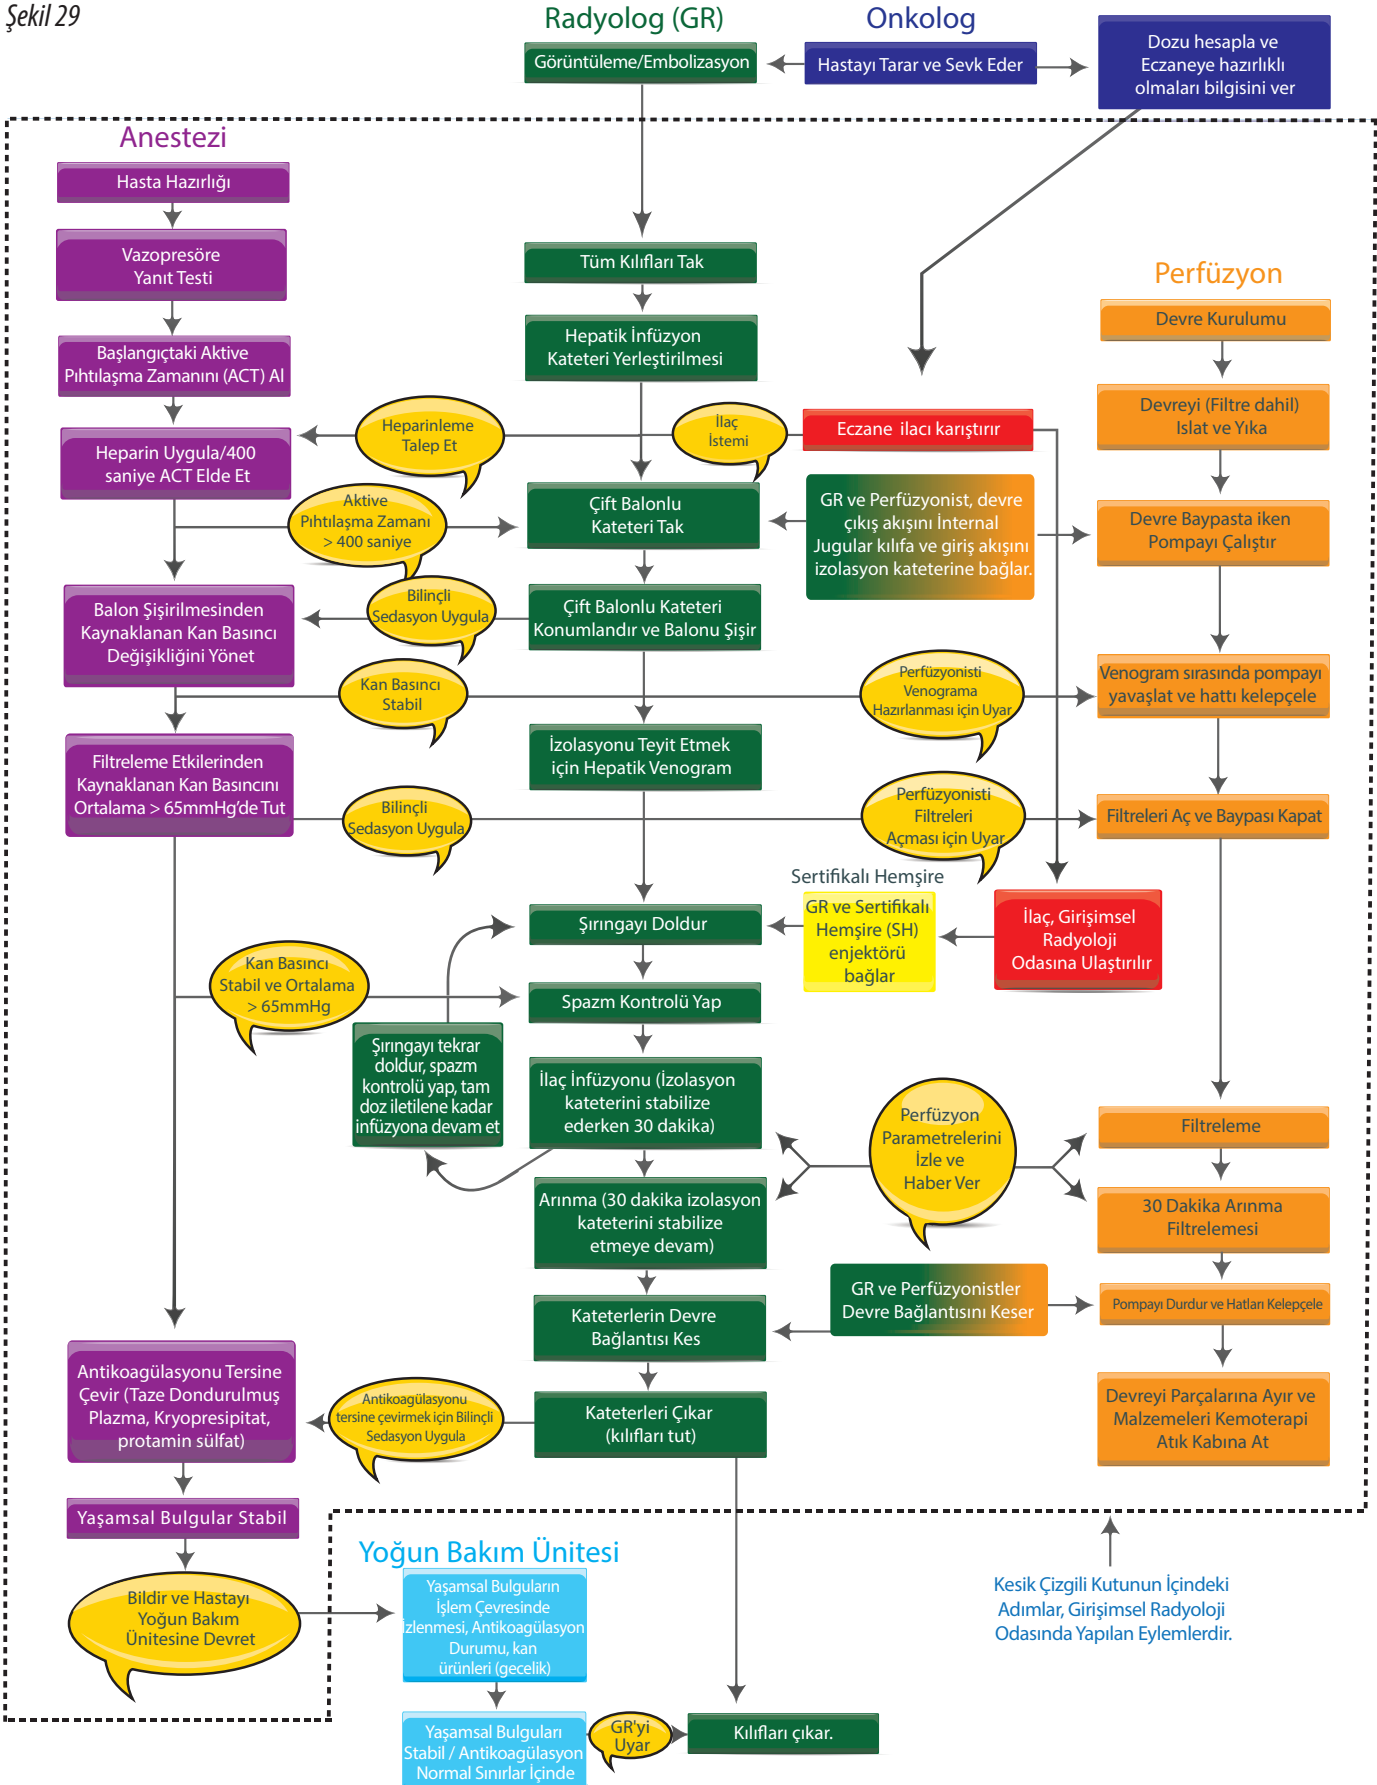 Şekil 29
Radyolog (GR)
Onkolog
Görüntüleme/Embolizasyon
Hastayı Tarar ve Sevk Eder
Dozu hesapla ve
Eczaneye hazırlıklı
olmaları bilgisini ver
Anestezi
Hasta Hazırlığı
Vazopresöre
Yanıt Testi
Başlangıçtaki Aktive
Pıhtılaşma Zamanını (ACT) Al
Heparin Uygula/400
saniye ACT Elde Et
Balon Şişirilmesinden
Kaynaklanan Kan Basıncı
Değişikliğini Yönet
Filtreleme Etkilerinden
Kaynaklanan Kan Basıncını
Ortalama > 65mmHg’de Tut
Antikoagülasyonu Tersine
Çevir (Taze Dondurulmuş
Plazma, Kryopresipitat,
protamin sülfat)
Yaşamsal Bulgular Stabil
Bildir ve Hastayı
Yoğun Bakım
Ünitesine Devret
Heparinleme
Talep Et
Aktive
Pıhtılaşma Zamanı
> 400 saniye
Bilinçli
Sedasyon Uygula
Kan Basıncı
Stabil
Bilinçli
Sedasyon Uygula
Kan Basıncı
Stabil ve Ortalama
> 65mmHg
Şırıngayı tekrar
doldur, spazm
kontrolü yap, tam
doz iletilene kadar
infüzyona devam et
Antikoagülasyonu
tersine çevirmek için Bilinçli
Sedasyon Uygula
Tüm Kılıfları Tak
Hepatik İnfüzyon
Kateteri Yerleştirilmesi
Çift Balonlu
Kateteri Tak
Çift Balonlu Kateteri
Konumlandır ve Balonu Şişir
İzolasyonu Teyit Etmek
için Hepatik Venogram
Şırıngayı Doldur
Spazm Kontrolü Yap
İlaç İnfüzyonu (İzolasyon
kateterini stabilize
ederken 30 dakika)
Arınma (30 dakika izolasyon
kateterini stabilize
etmeye devam)
Kateterlerin Devre
Bağlantısı Kes
Kateterleri Çıkar
(kılıfları tut)
İlaç
İstemi
Eczane ilacı karıştırır
GR ve Perfüzyonist, devre
çıkış akışını İnternal
Jugular kılıfa ve giriş akışını
izolasyon kateterine bağlar.
Perfüzyonisti
Venograma
Hazırlanması için Uyar
Perfüzyonisti
Filtreleri
Açması için Uyar
Sertifikalı Hemşire
GR ve Sertifikalı
Hemşire (SH)
enjektörü
bağlar
İlaç, Girişimsel
Radyoloji
Odasına Ulaştırılır
Perfüzyon
Parametrelerini
İzle ve
Haber Ver
GR ve Perfüzyonistler
Devre Bağlantısını Keser
Perfüzyon
Devre Kurulumu
Devreyi (Filtre dahil)
Islat ve Yıka
Devre Baypasta iken
Pompayı Çalıştır
Venogram sırasında pompayı
yavaşlat ve hattı kelepçele
Filtreleri Aç ve Baypası Kapat
Filtreleme
30 Dakika Arınma
Filtrelemesi
Pompayı Durdur ve Hatları Kelepçele
Devreyi Parçalarına Ayır ve
Malzemeleri Kemoterapi
Atık Kabına At
Yoğun Bakım Ünitesi
Yaşamsal Bulguların
İşlem Çevresinde
İzlenmesi, Antikoagülasyon
Durumu, kan
ürünleri (gecelik)
Yaşamsal Bulguları
Stabil / Antikoagülasyon
Normal Sınırlar İçinde
GR'yi
Uyar
Kılıfları çıkar.
Kesik Çizgili Kutunun İçindeki
Adımlar, Girişimsel Radyoloji
Odasında Yapılan Eylemlerdir.